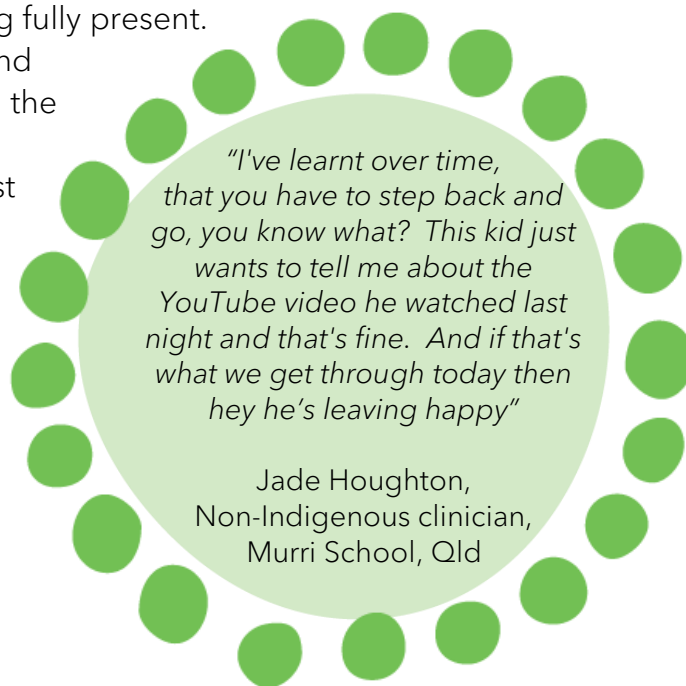 g fully present.
nd
the
st
“I've learnt over time,
that you have to step back and
go, you know what?  This kid just
wants to tell me about the
YouTube video he watched last
night and that's fine.  And if that's
what we get through today then
hey he’s leaving happy”
Jade Houghton,
Non-Indigenous clinician,
Murri School, Qld